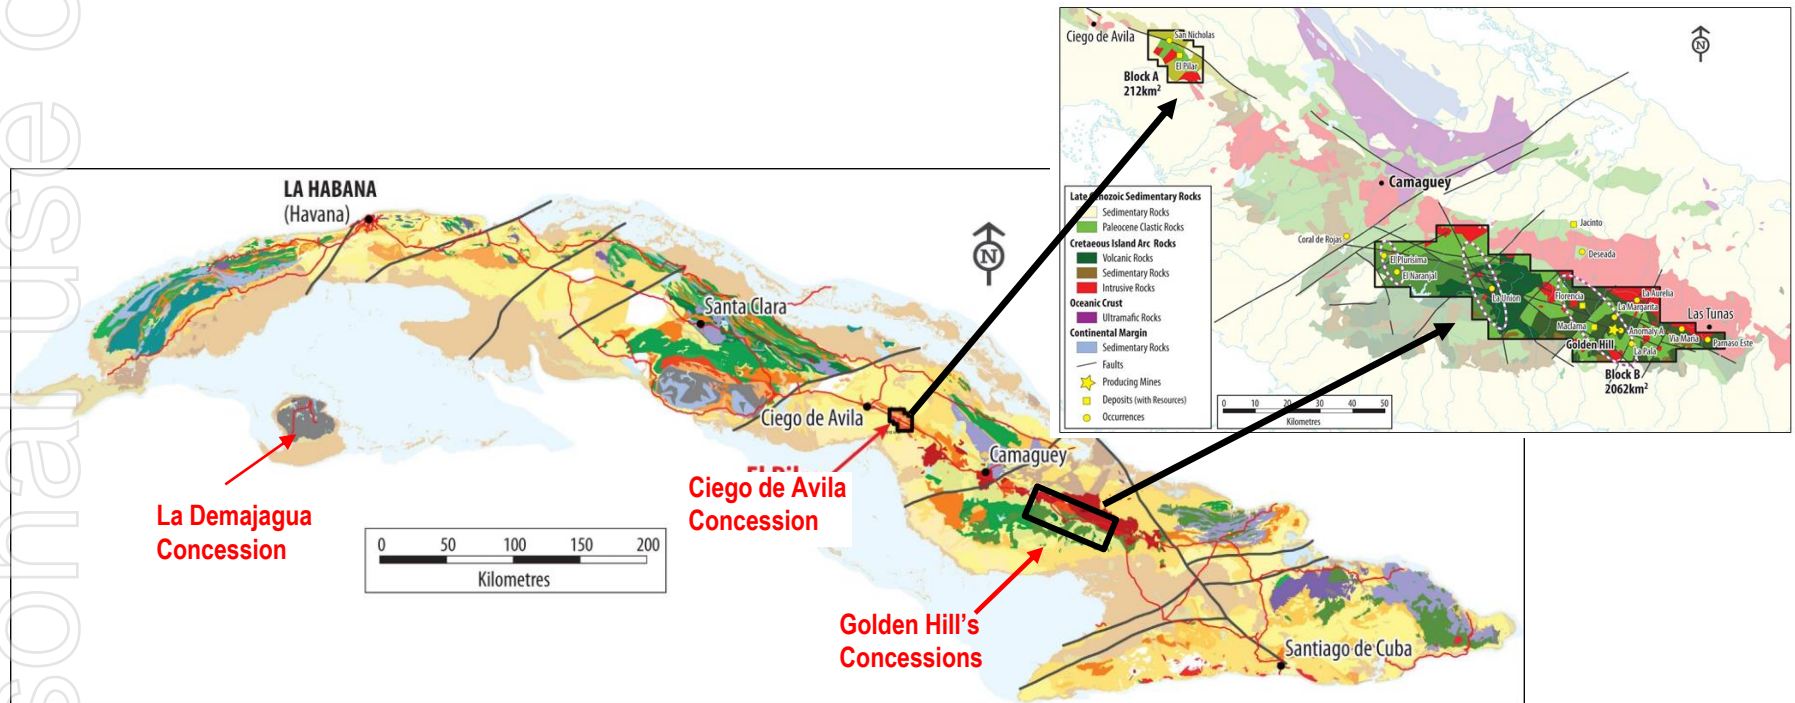 sonal use o
LA HABANA
(Havana)
N
Santa Clara
Ciego de Avila
Camaguey
Santiago de Cuba
La Demajagua
Concession
Ciego de Avila
Concession
Golden Hill's
Concessions
0 50 100 150 200
Kilometres
Ciego de Avila
San Nicholas
El Pilar
Block A
212km²
N
Camaguey
Coral de Rojas
Jacinto
Deseada
El Plurisima
El Naranjal
La Union
Florencia
La Aurelia
La Margarita
Las Tunas
Maclama
Anomaly A
Golden Hill
La Pala
Via Maria
Parnaso Este
Block B
2062km²
0 10 20 30 40 50
Kilometres
Late Cenozoic Sedimentary Rocks
Sedimentary Rocks
Paleocene Clastic Rocks
Cretaceous Island Arc Rocks
Volcanic Rocks
Sedimentary Rocks
Intrusive Rocks
Oceanic Crust
Ultramafic Rocks
Continental Margin
Sedimentary Rocks
Faults
Producing Mines
Deposits (with Resources)
Occurrences